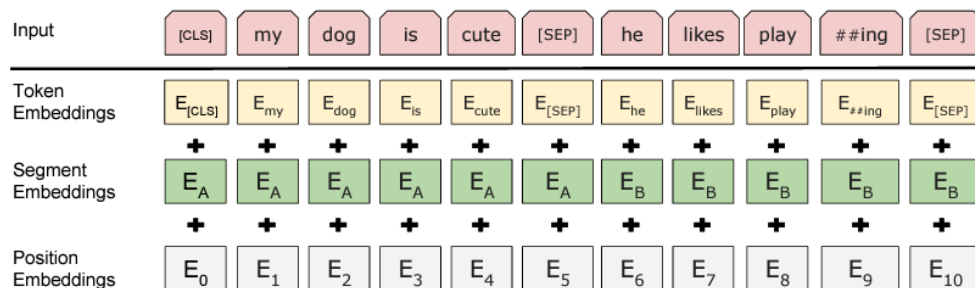 Input [CLS] my dog is cute [SEP] he likes play ##ing [SEP]
Token Embeddings E[CLS] Emy Edog Eis Ecute E[SEP] Ehe Elikes Eplay E##ing E[SEP]
+ + + + + + + + + + +
Segment Embeddings EA EA EA EA EA EA EB EB EB EB EB
+ + + + + + + + + + +
Position Embeddings E0 E1 E2 E3 E4 E5 E6 E7 E8 E9 E10